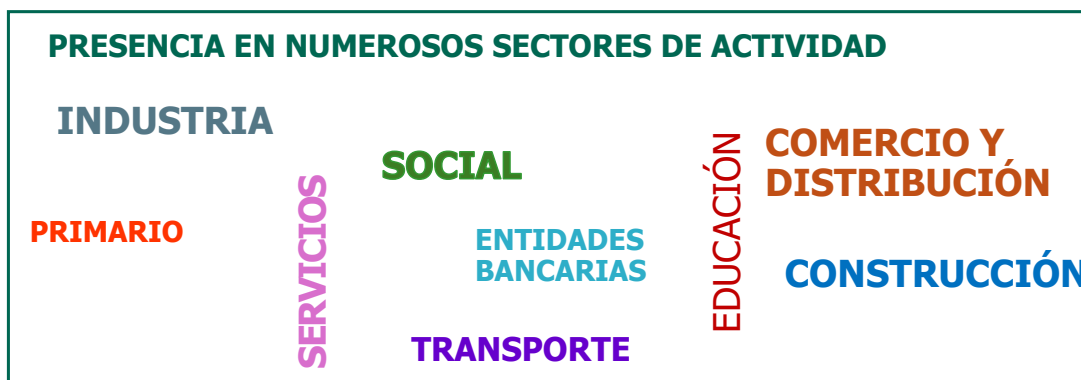 PRESENCIA EN NUMEROSOS SECTORES DE ACTIVIDAD
INDUSTRIA
SOCIAL
EDUCACIÓN
COMERCIO Y
DISTRIBUCIÓN
PRIMARIO
SERVICIOS
ENTIDADES
BANCARIAS
CONSTRUCCIÓN
TRANSPORTE